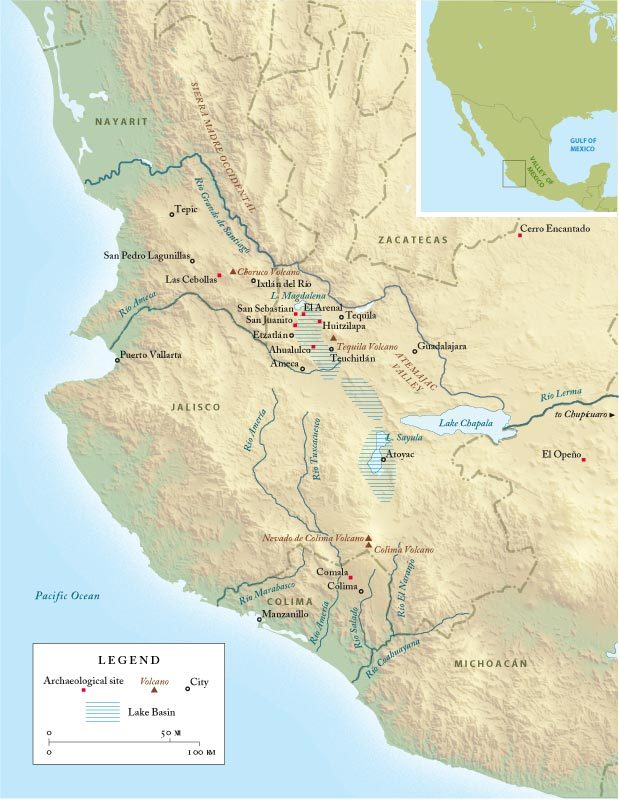 GULF OF
MEXICO
VALLEY OF
MEXICO
NAYARIT
SIERRA MADRE OCCIDENTAL
Río Grande de Santiago
Tepic
ZACATECAS
Cerro Encantado
San Pedro Lagunillas
Las Cebollas
Choruco Volcano
Ixtlán del Río
L. Magdalena
Río Ameca
San Sebastian
El Arenal
San Juanito
Tequila
Huitzilapa
Etzatlán
Tequila Volcano
Ahualulco
Teuchitlán
Ameca
Guadalajara
ATEMAJAC
VALLEY
Puerto Vallarta
JALISCO
Río Lerma
to Chupícuaro
Lake Chapala
Río Ameria
Río Tuxcacuesco
L. Sayula
Atoyac
El Opeño
Nevado de Colima Volcano
Colima Volcano
Comala
Colima
Río Marabasco
COLIMA
Manzanillo
Río Ameria
Río Salado
Río El Naranjo
Río Coahuayana
MICHOACÁN
Pacific Ocean
LEGEND
Archaeological site
Volcano
City
Lake Basin
0 50 MI
0 100 KM